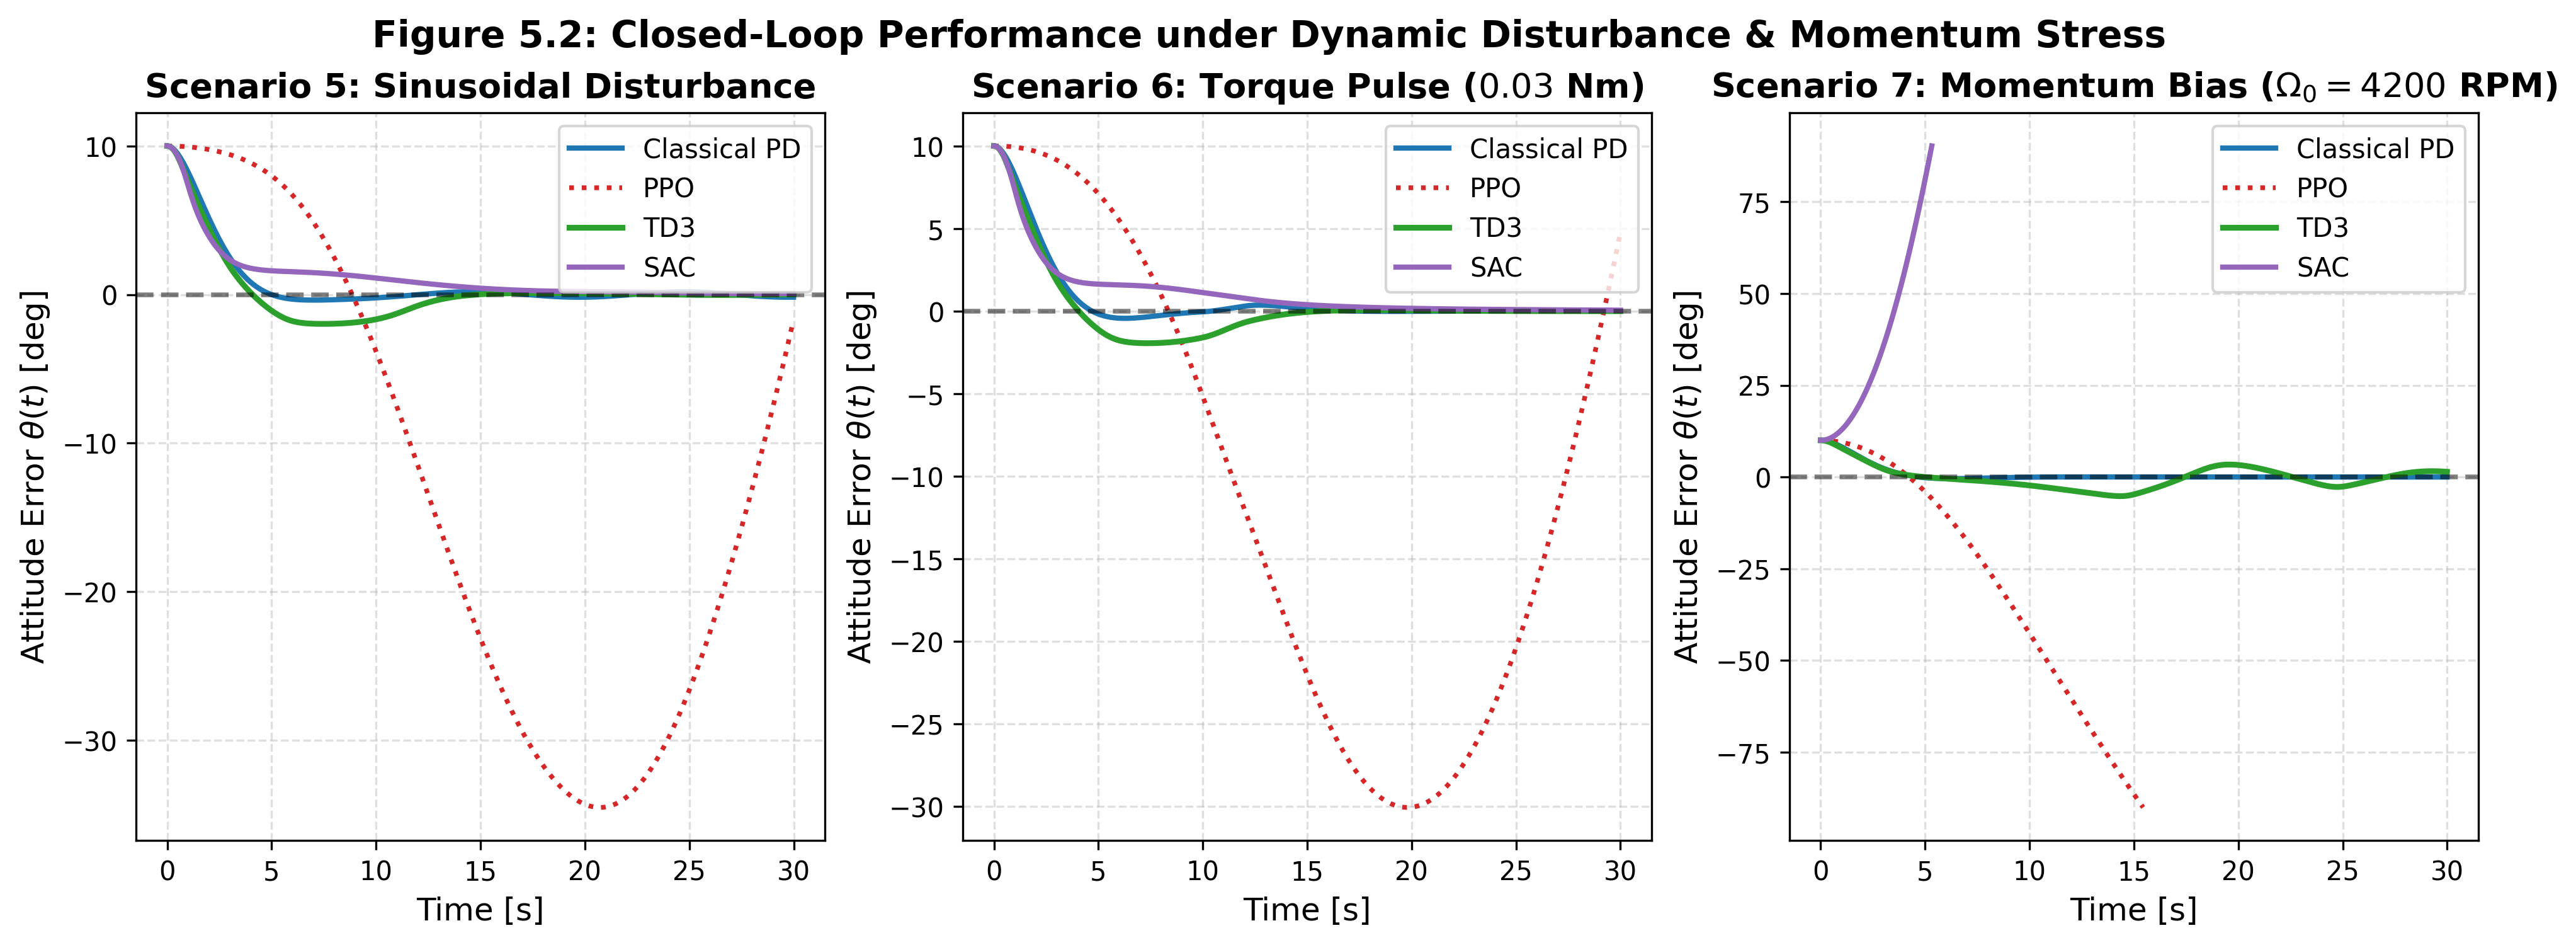 Figure 5.2: Closed-Loop Performance under Dynamic Disturbance & Momentum Stress
Scenario 5: Sinusoidal Disturbance
Attitude Error θ(t) [deg]
10
0
−10
−20
−30
0 5 10 15 20 25 30
Time [s]
Classical PD
PPO
TD3
SAC
Scenario 6: Torque Pulse (0.03 Nm)
Attitude Error θ(t) [deg]
10
5
0
−5
−10
−15
−20
−25
−30
0 5 10 15 20 25 30
Time [s]
Classical PD
PPO
TD3
SAC
Scenario 7: Momentum Bias (Ω₀ = 4200 RPM)
Attitude Error θ(t) [deg]
75
50
25
0
−25
−50
−75
0 5 10 15 20 25 30
Time [s]
Classical PD
PPO
TD3
SAC